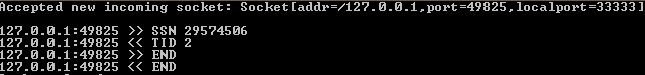 Accepted new incoming socket: Socket[addr=/127.0.0.1,port=49825,localport=33333]
127.0.0.1:49825 >> SSN 29574506
127.0.0.1:49825 << TID 2
127.0.0.1:49825 >> END
127.0.0.1:49825 << END